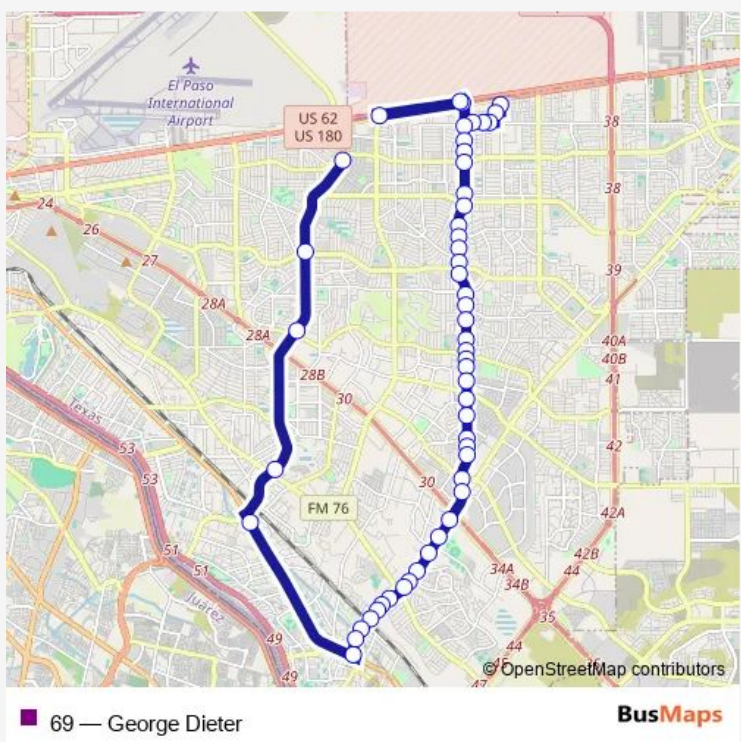 38
El Paso
International
Airport
US 62
US 180
38
38
24
26
27
39
28A
28A
40A
40B
28B
41
30
Texas
53
42
53
30
FM 76
42A
51
42B
51
34A
44
34B
Juárez
35
49
44
45
49
47
© OpenStreetMap contributors
69 — George Dieter
BusMaps